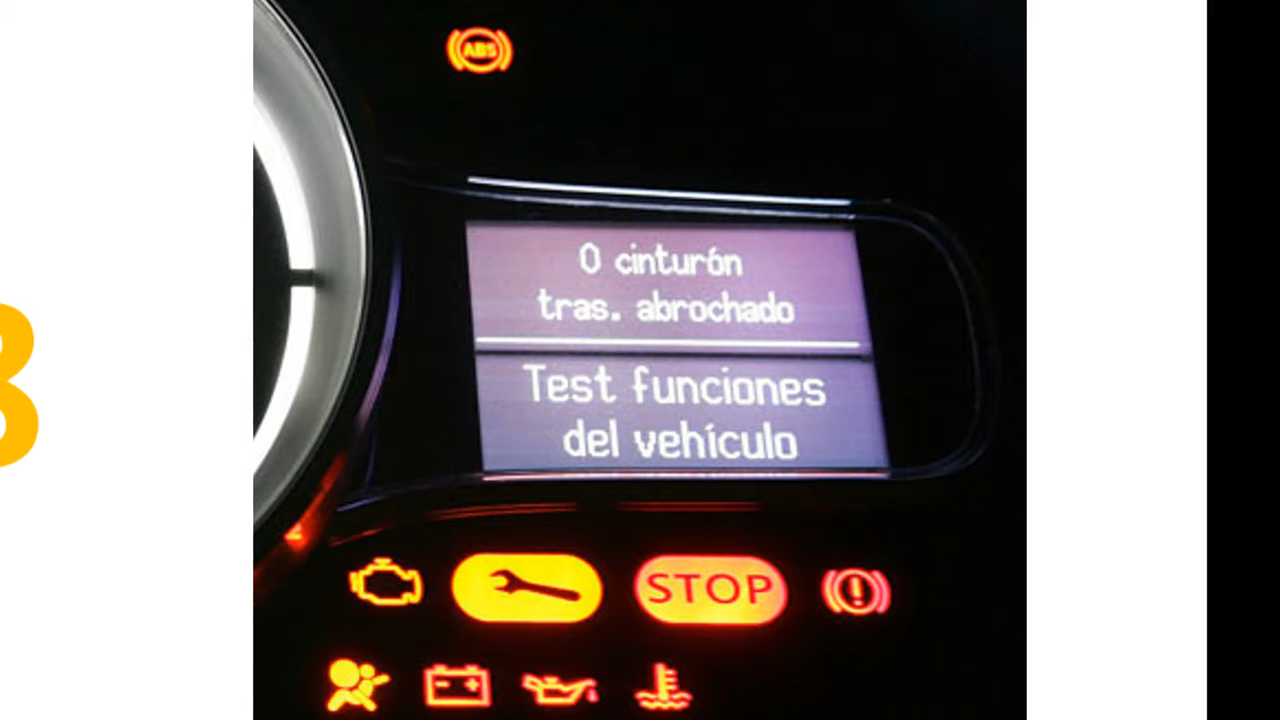 ABS
0 cinturón
tras. abrochado
Test funciones
del vehículo
STOP